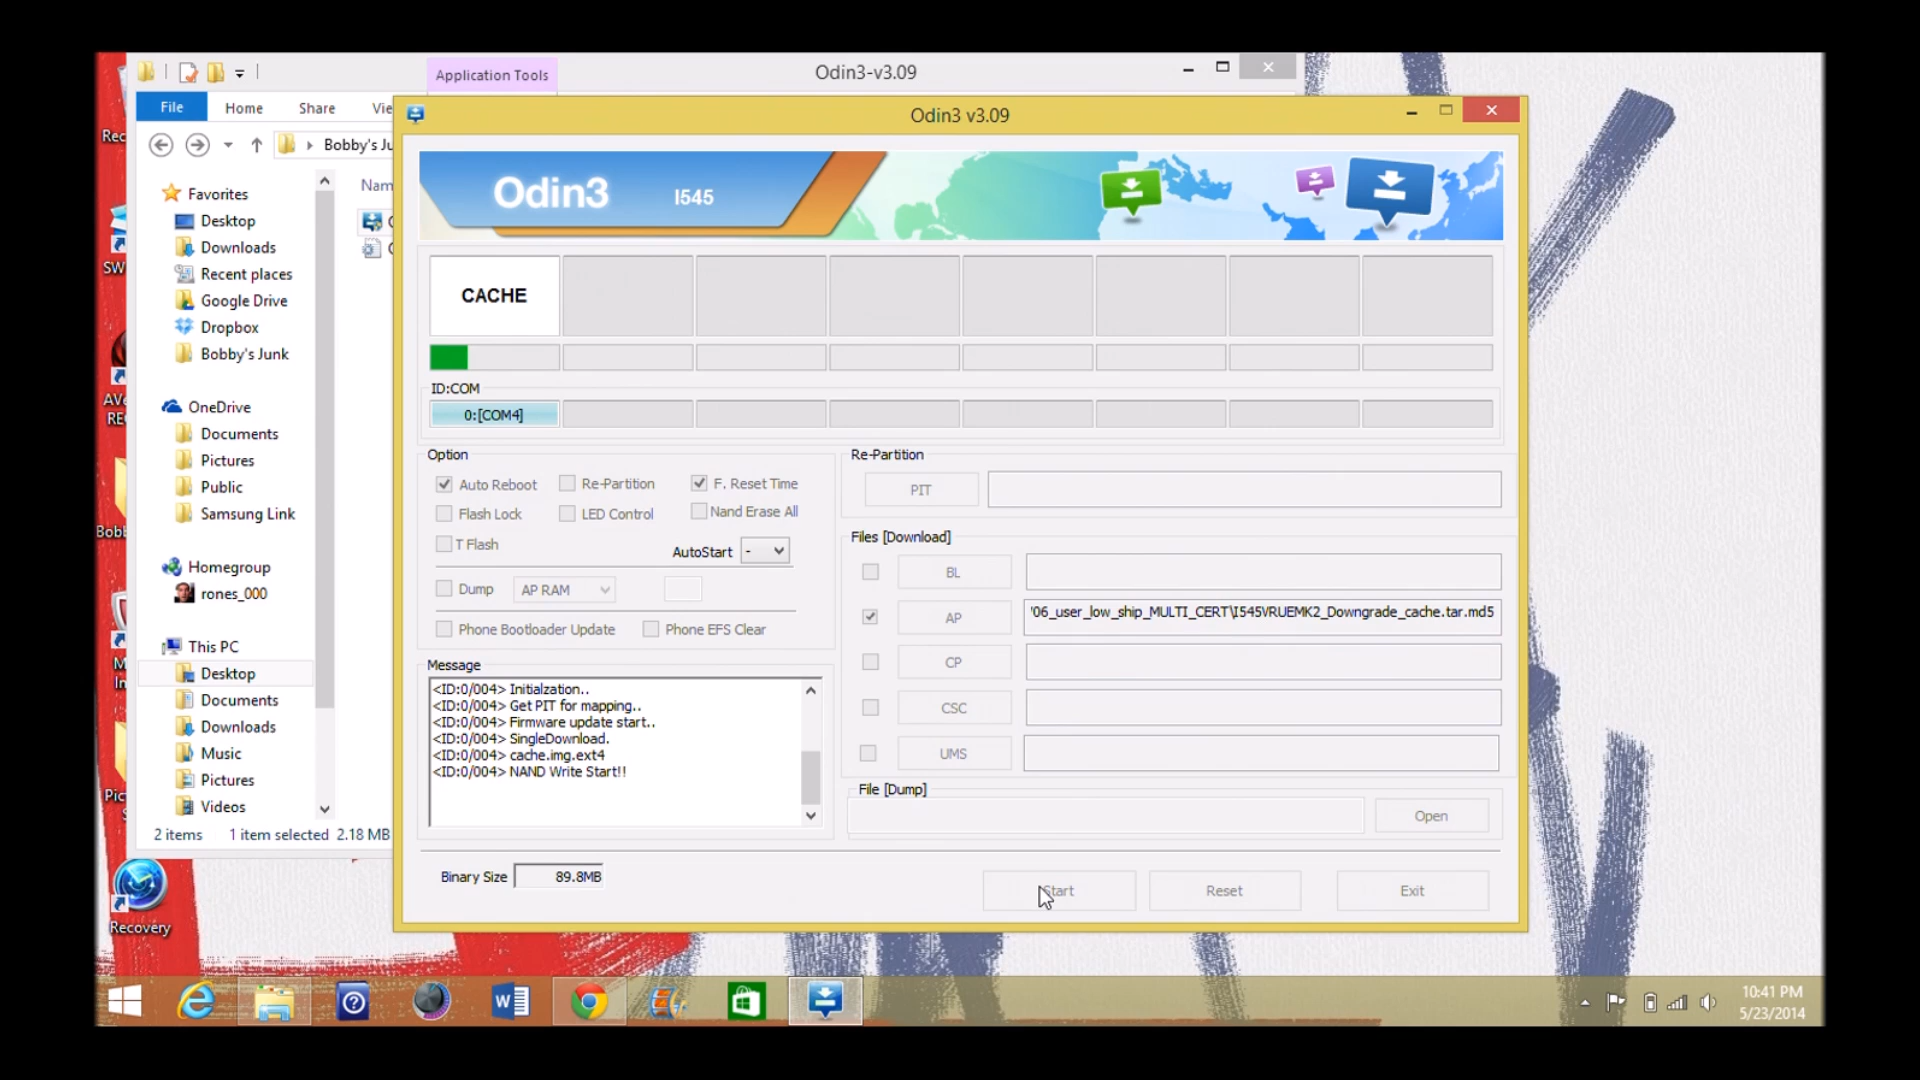 Application Tools
Odin3-v3.09
File
Home
Share
Odin3 v3.09
Bobby's Ju
Odin3
I545
Favorites
Desktop
Downloads
Recent places
Google Drive
Dropbox
Bobby's Junk
OneDrive
Documents
Pictures
Public
Samsung Link
Homegroup
rones_000
This PC
Desktop
Documents
Downloads
Music
Pictures
Videos
2 items
1 item selected 2.18 MB
CACHE
ID:COM
0:[COM4]
Option
Auto Reboot
Re-Partition
F. Reset Time
Flash Lock
LED Control
Nand Erase All
T Flash
AutoStart
-
Dump
AP RAM
Phone Bootloader Update
Phone EFS Clear
Message
<ID:0/004> Initialzation..
<ID:0/004> Get PIT for mapping..
<ID:0/004> Firmware update start..
<ID:0/004> SingleDownload.
<ID:0/004> cache.img.ext4
<ID:0/004> NAND Write Start!!
Re-Partition
PIT
Files [Download]
BL
AP
'06_user_low_ship_MULTI_CERT\I545VRUEMK2_Downgrade_cache.tar.md5
CP
CSC
UMS
File [Dump]
Open
Binary Size
89.8MB
Start
Reset
Exit
Recovery
10:41 PM
5/23/2014